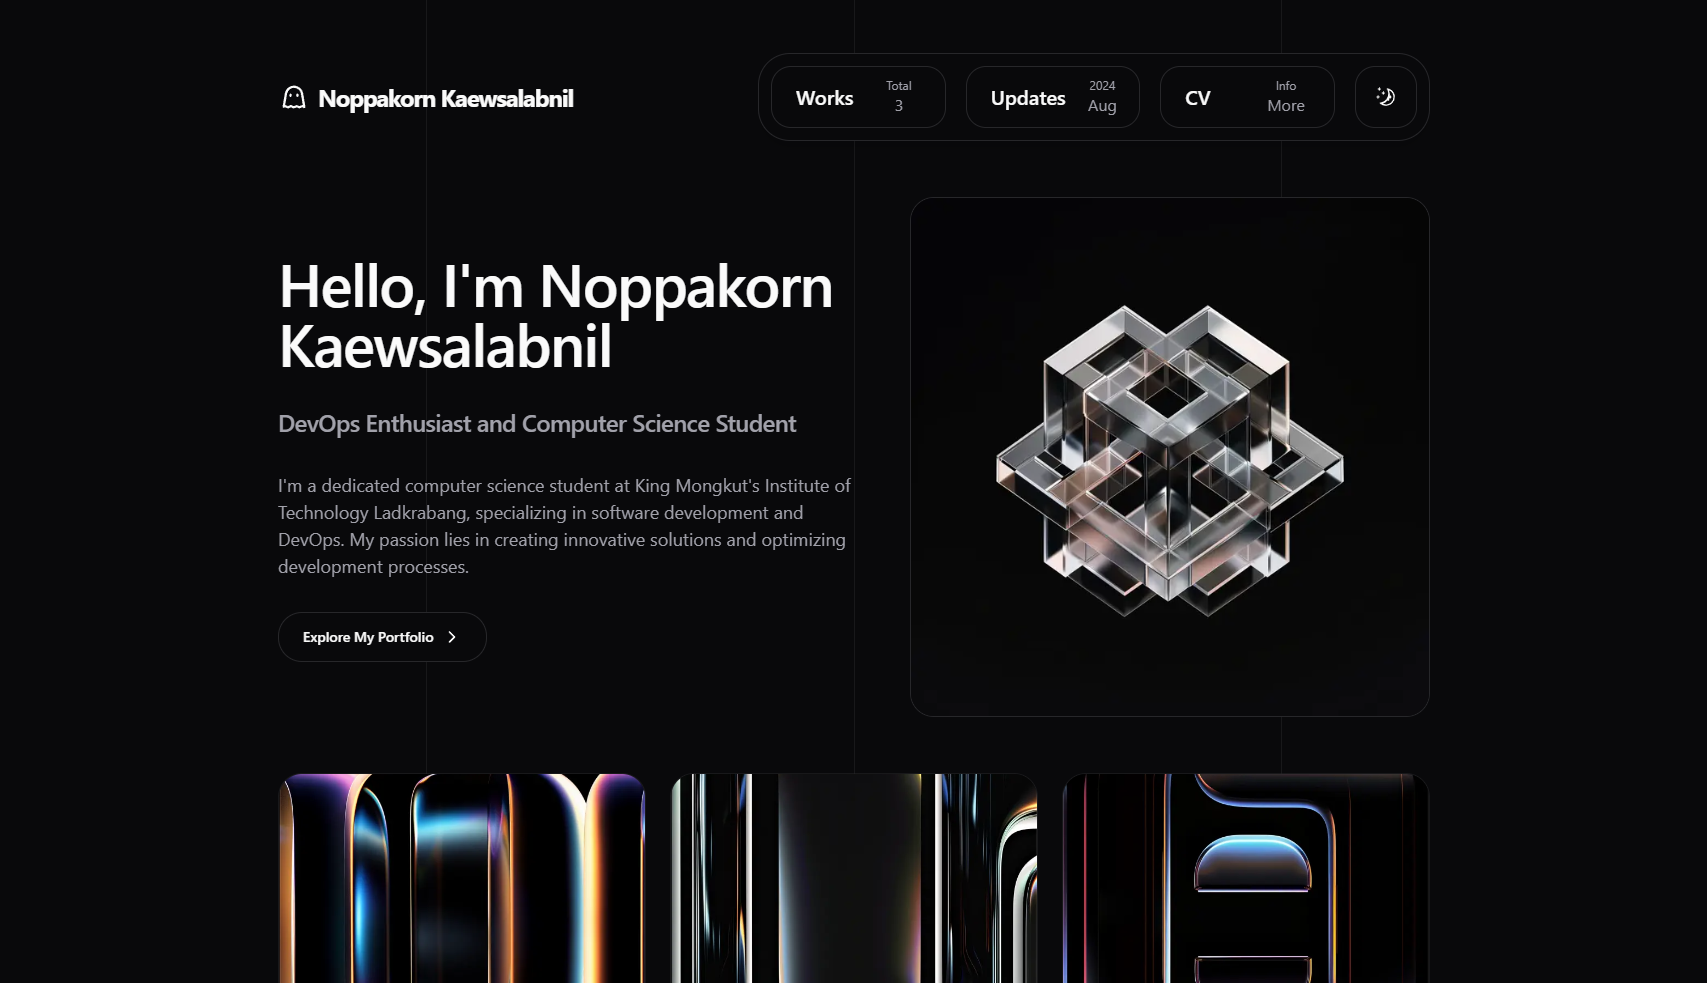 Noppakorn Kaewsalabnil
Works
Total
3
Updates
2024
Aug
CV
Info
More
Hello, I'm Noppakorn
Kaewsalabnil
DevOps Enthusiast and Computer Science Student
I'm a dedicated computer science student at King Mongkut's Institute of
Technology Ladkrabang, specializing in software development and
DevOps. My passion lies in creating innovative solutions and optimizing
development processes.
Explore My Portfolio